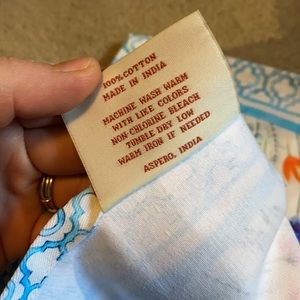 100% COTTON
MADE IN INDIA
MACHINE WASH WARM
WITH LIKE COLORS
NON-CHLORINE BLEACH
TUMBLE DRY LOW
WARM IRON IF NEEDED
ASPERO, INDIA